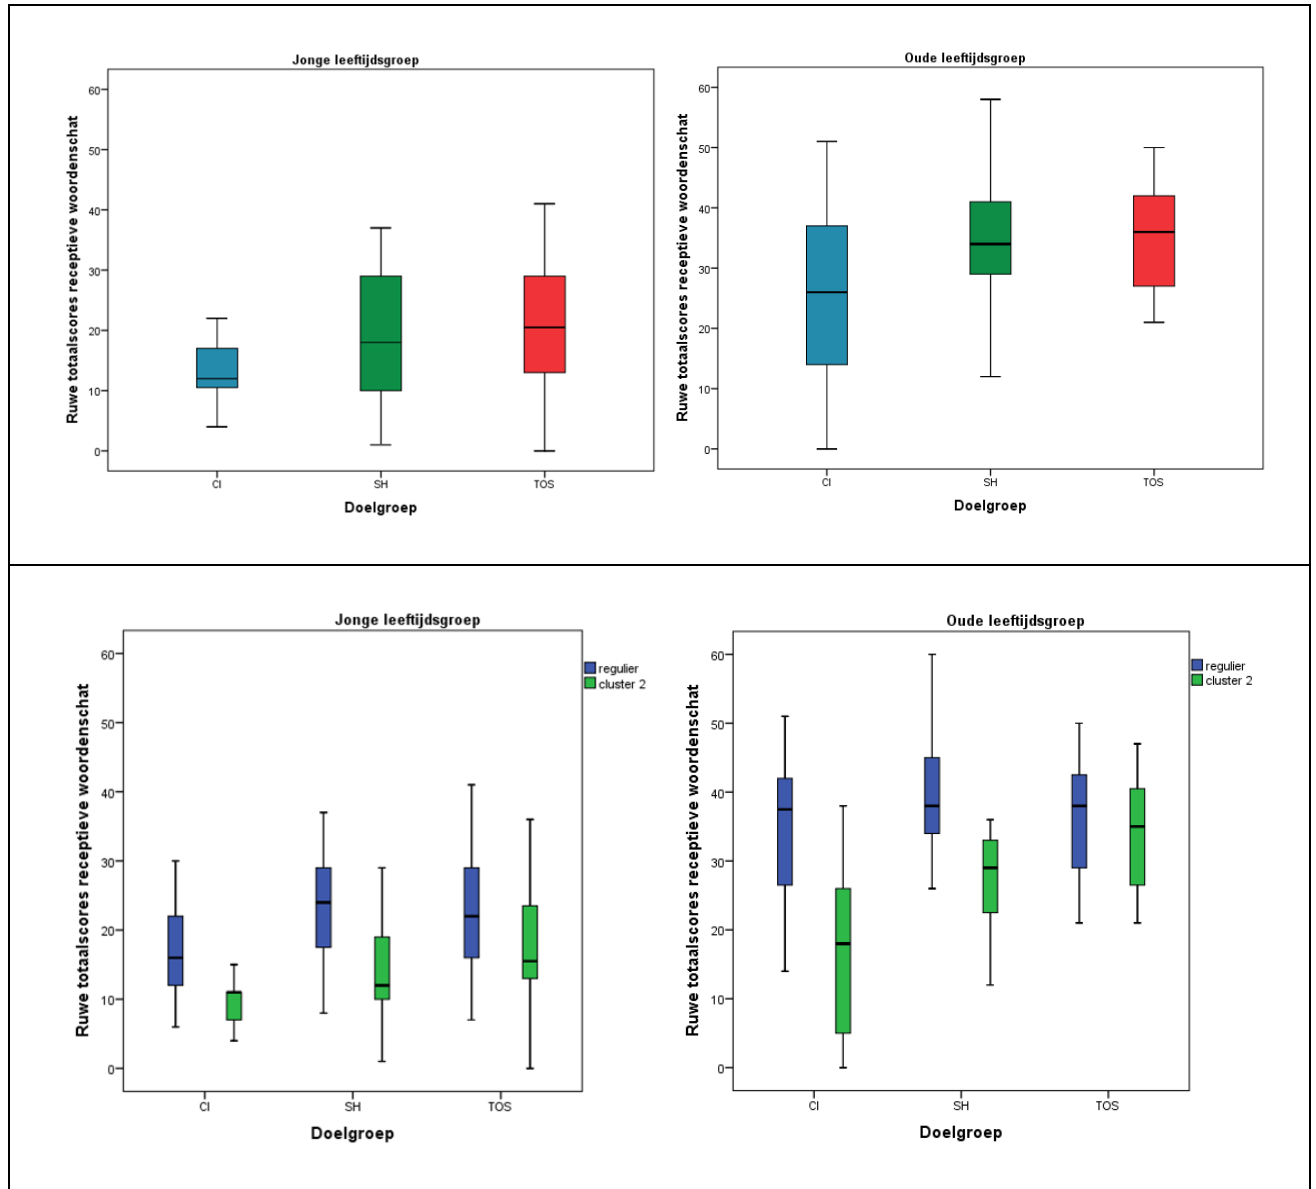 Jonge leeftijdsgroep
Ruwe totaalscores receptieve woordenschat
60
50
40
30
20
10
0
CI SH TOS
Doelgroep
Oude leeftijdsgroep
Ruwe totaalscores receptieve woordenschat
60
50
40
30
20
10
0
CI SH TOS
Doelgroep
Jonge leeftijdsgroep
Ruwe totaalscores receptieve woordenschat
60
50
40
30
20
10
0
CI SH TOS
Doelgroep
regulier
cluster 2
Oude leeftijdsgroep
Ruwe totaalscores receptieve woordenschat
60
50
40
30
20
10
0
CI SH TOS
Doelgroep
regulier
cluster 2